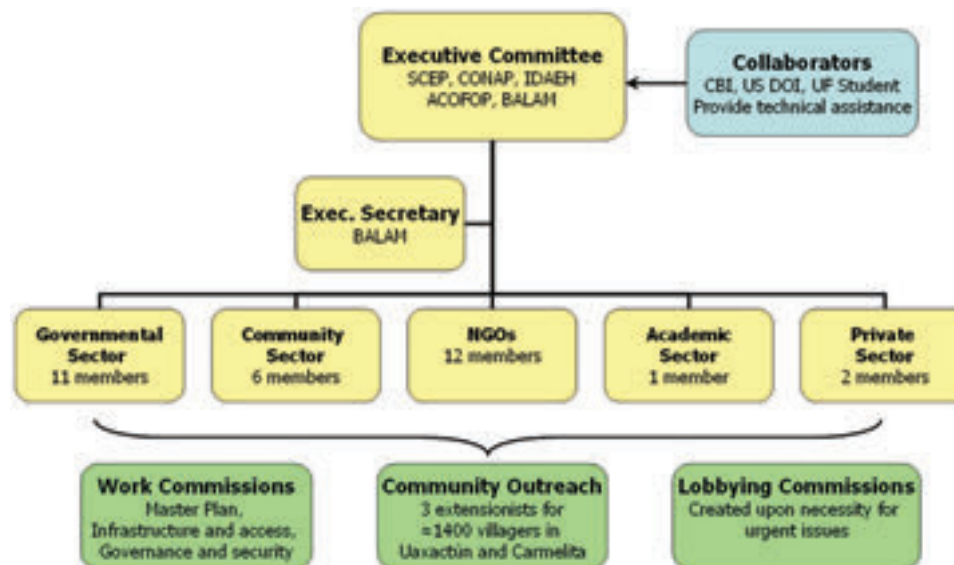 Executive Committee
SCEP, CONAP, IDAEH
ACOFOP, BALAM
Collaborators
CBI, US DOI, UF Student
Provide technical assistance
Exec. Secretary
BALAM
Governmental
Sector
11 members
Community
Sector
6 members
NGOs
12 members
Academic
Sector
1 member
Private
Sector
2 members
Work Commissions
Master Plan,
Infrastructure and access,
Governance and security
Community Outreach
3 extensionists for
≈1400 villagers in
Uaxactún and Carmelita
Lobbying Commissions
Created upon necessity for
urgent issues